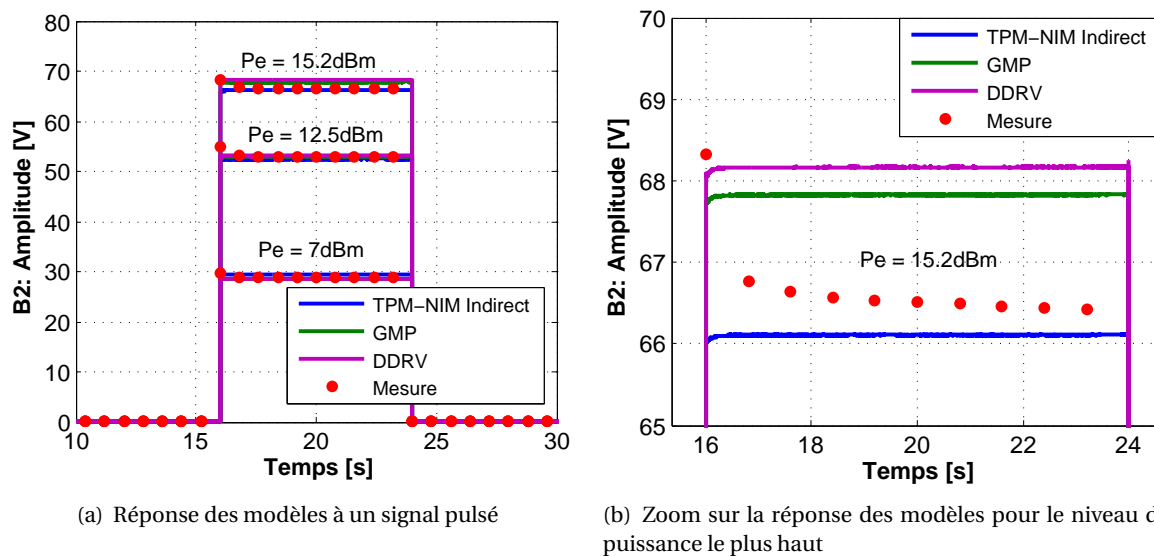 80
70
60
50
40
30
20
10
0
B2: Amplitude [V]
Pe = 15.2dBm
Pe = 12.5dBm
Pe = 7dBm
TPM−NIM Indirect
GMP
DDRV
Mesure
10 15 20 25 30
Temps [s]
(a) Réponse des modèles à un signal pulsé
70
69
68
67
66
65
B2: Amplitude [V]
TPM−NIM Indirect
GMP
DDRV
Mesure
Pe = 15.2dBm
16 18 20 22 24
Temps [s]
(b) Zoom sur la réponse des modèles pour le niveau d
puissance le plus haut